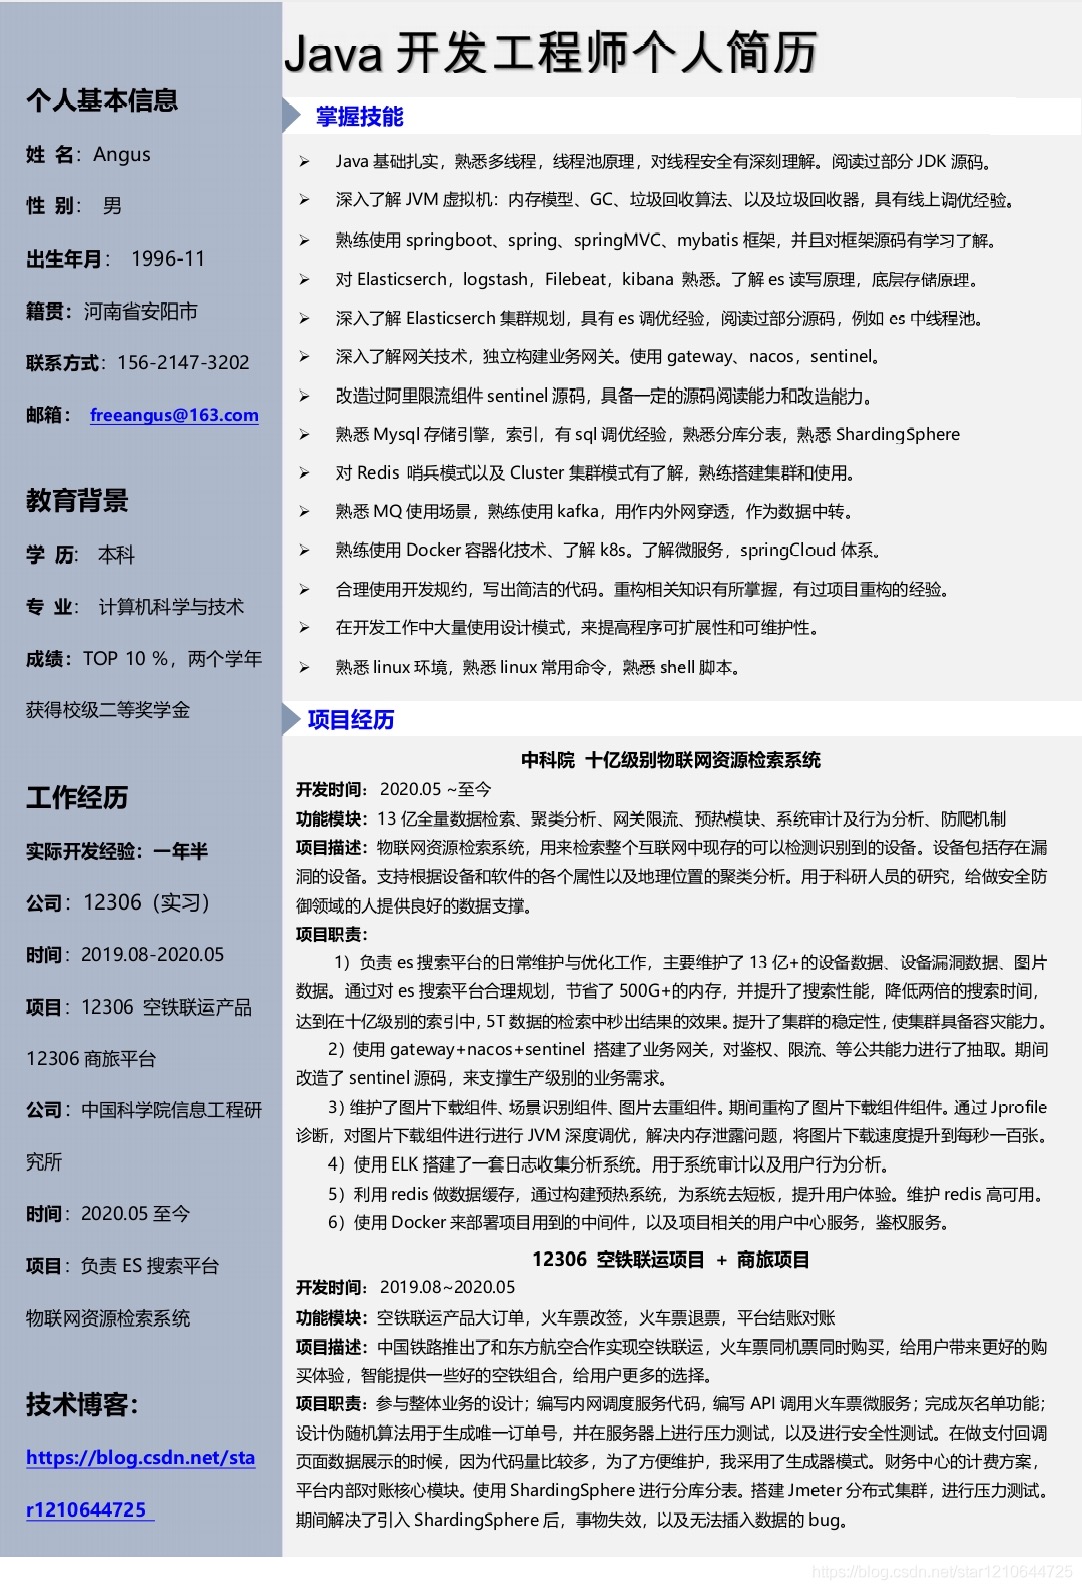 Java 开发工程师个人简历
个人基本信息
姓 名：Angus
性 别： 男
出生年月： 1996-11
籍贯：河南省安阳市
联系方式：156-2147-3202
邮箱： freeangus@163.com
教育背景
学 历： 本科
专 业： 计算机科学与技术
成绩：TOP 10 %，两个学年
获得校级二等奖学金
工作经历
实际开发经验：一年半
公司：12306（实习）
时间：2019.08-2020.05
项目：12306 空铁联运产品
12306 商旅平台
公司：中国科学院信息工程研
究所
时间：2020.05 至今
项目：负责 ES 搜索平台
物联网资源检索系统
技术博客：
https://blog.csdn.net/sta
r1210644725
掌握技能
➢ Java 基础扎实，熟悉多线程，线程池原理，对线程安全有深刻理解。阅读过部分 JDK 源码。
➢ 深入了解 JVM 虚拟机：内存模型、GC、垃圾回收算法、以及垃圾回收器，具有线上调优经验。
➢ 熟练使用 springboot、spring、springMVC、mybatis 框架，并且对框架源码有学习了解。
➢ 对 Elasticserch，logstash，Filebeat，kibana 熟悉。了解 es 读写原理，底层存储原理。
➢ 深入了解 Elasticserch 集群规划，具有 es 调优经验，阅读过部分源码，例如 es 中线程池。
➢ 深入了解网关技术，独立构建业务网关。使用 gateway、nacos，sentinel。
➢ 改造过阿里限流组件 sentinel 源码，具备一定的源码阅读能力和改造能力。
➢ 熟悉 Mysql 存储引擎，索引，有 sql 调优经验，熟悉分库分表，熟悉 ShardingSphere
➢ 对 Redis 哨兵模式以及 Cluster 集群模式有了解，熟练搭建集群和使用。
➢ 熟悉 MQ 使用场景，熟练使用 kafka，用作内外网穿透，作为数据中转。
➢ 熟练使用 Docker 容器化技术、了解 k8s。了解微服务，springCloud 体系。
➢ 合理使用开发规约，写出简洁的代码。重构相关知识有所掌握，有过项目重构的经验。
➢ 在开发工作中大量使用设计模式，来提高程序可扩展性和可维护性。
➢ 熟悉 linux 环境，熟悉 linux 常用命令，熟悉 shell 脚本。
项目经历
中科院 十亿级别物联网资源检索系统
开发时间： 2020.05 ~至今
功能模块：13 亿全量数据检索、聚类分析、网关限流、预热模块、系统审计及行为分析、防爬机制
项目描述：物联网资源检索系统，用来检索整个互联网中现存的可以检测识别到的设备。设备包括存在漏
洞的设备。支持根据设备和软件的各个属性以及地理位置的聚类分析。用于科研人员的研究，给做安全防
御领域的人提供良好的数据支撑。
项目职责：
1）负责 es 搜索平台的日常维护与优化工作，主要维护了 13 亿+的设备数据、设备漏洞数据、图片
数据。通过对 es 搜索平台合理规划，节省了 500G+的内存，并提升了搜索性能，降低两倍的搜索时间，
达到在十亿级别的索引中，5T 数据的检索中秒出结果的效果。提升了集群的稳定性，使集群具备容灾能力。
2）使用 gateway+nacos+sentinel 搭建了业务网关，对鉴权、限流、等公共能力进行了抽取。期间
改造了 sentinel 源码，来支撑生产级别的业务需求。
3）维护了图片下载组件、场景识别组件、图片去重组件。期间重构了图片下载组件组件。通过 Jprofile
诊断，对图片下载组件进行进行 JVM 深度调优，解决内存泄露问题，将图片下载速度提升到每秒一百张。
4）使用 ELK 搭建了一套日志收集分析系统。用于系统审计以及用户行为分析。
5）利用 redis 做数据缓存，通过构建预热系统，为系统去短板，提升用户体验。维护 redis 高可用。
6）使用 Docker 来部署项目用到的中间件，以及项目相关的用户中心服务，鉴权服务。
12306 空铁联运项目 + 商旅项目
开发时间： 2019.08~2020.05
功能模块：空铁联运产品大订单，火车票改签，火车票退票，平台结账对账
项目描述：中国铁路推出了和东方航空合作实现空铁联运，火车票同机票同时购买，给用户带来更好的购
买体验，智能提供一些好的空铁组合，给用户更多的选择。
项目职责：参与整体业务的设计；编写内网调度服务代码，编写 API 调用火车票微服务；完成灰名单功能；
设计伪随机算法用于生成唯一订单号，并在服务器上进行压力测试，以及进行安全性测试。在做支付回调
页面数据展示的时候，因为代码量比较多，为了方便维护，我采用了生成器模式。财务中心的计费方案，
平台内部对账核心模块。使用 ShardingSphere 进行分库分表。搭建 Jmeter 分布式集群，进行压力测试。
期间解决了引入 ShardingSphere 后，事物失效，以及无法插入数据的 bug。
https://blog.csdn.net/star1210644725